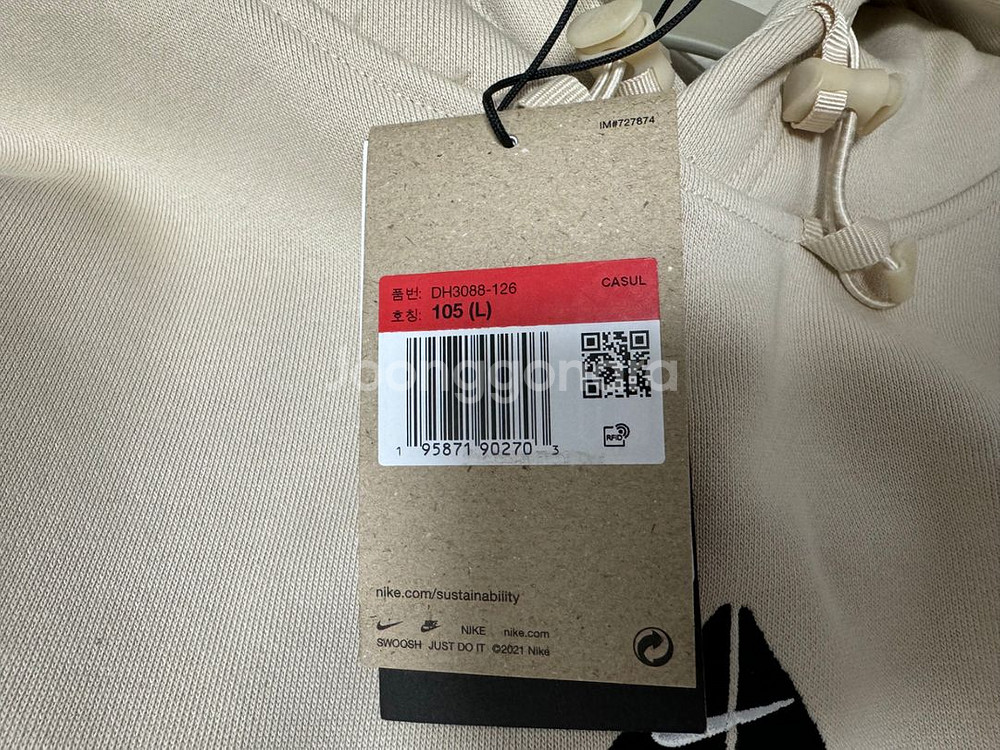 IM#727874
품번: DH3088-126 CASUL
호칭: 105 (L)
1 95871 90270 3
RFID
nike.com/sustainability
NIKE nike.com
SWOOSH JUST DO IT ©2021 Nike